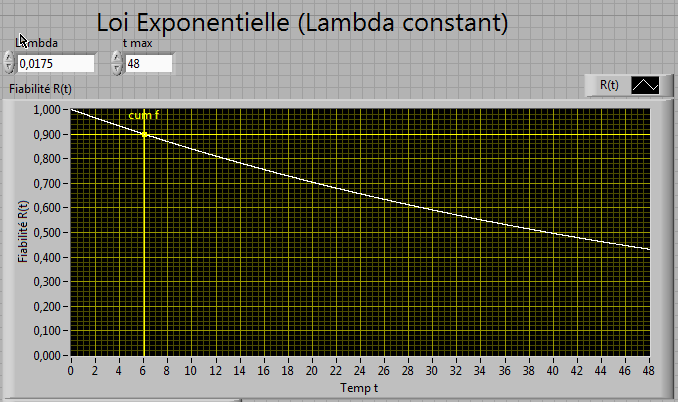 Loi Exponentielle (Lambda constant)
Lambda
t max
0,0175
48
Fiabilité R(t)
R(t)
cum f
1,000
0,900
0,800
0,700
0,600
0,500
0,400
0,300
0,200
0,100
0,000
Fiabilité R(t)
0 2 4 6 8 10 12 14 16 18 20 22 24 26 28 30 32 34 36 38 40 42 44 46 48
Temp t